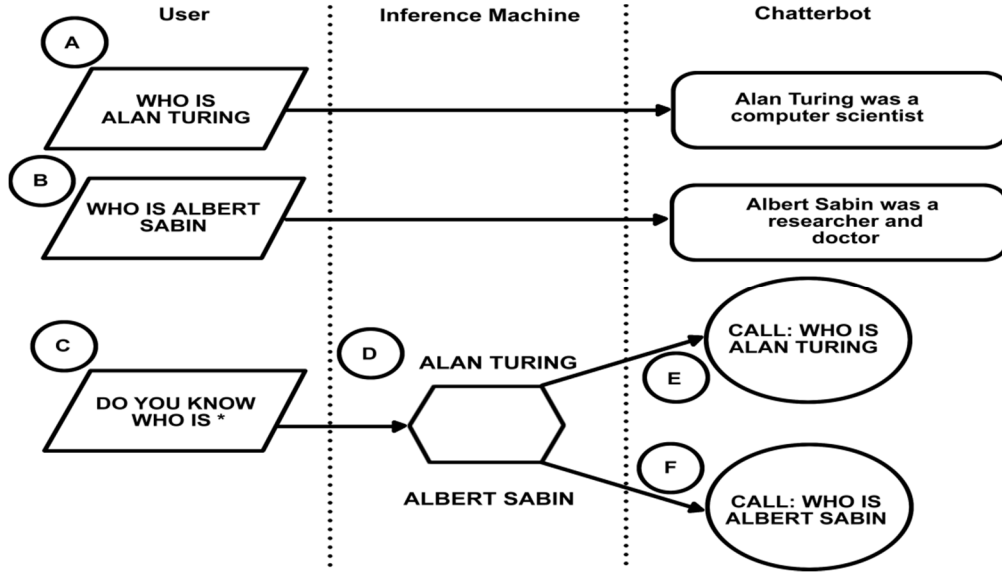 User
Inference Machine
Chatterbot
A
WHO IS
ALAN TURING
Alan Turing was a
computer scientist
B
WHO IS ALBERT
SABIN
Albert Sabin was a
researcher and
doctor
C
DO YOU KNOW
WHO IS *
D
ALAN TURING
ALBERT SABIN
E
CALL: WHO IS
ALAN TURING
F
CALL: WHO IS
ALBERT SABIN